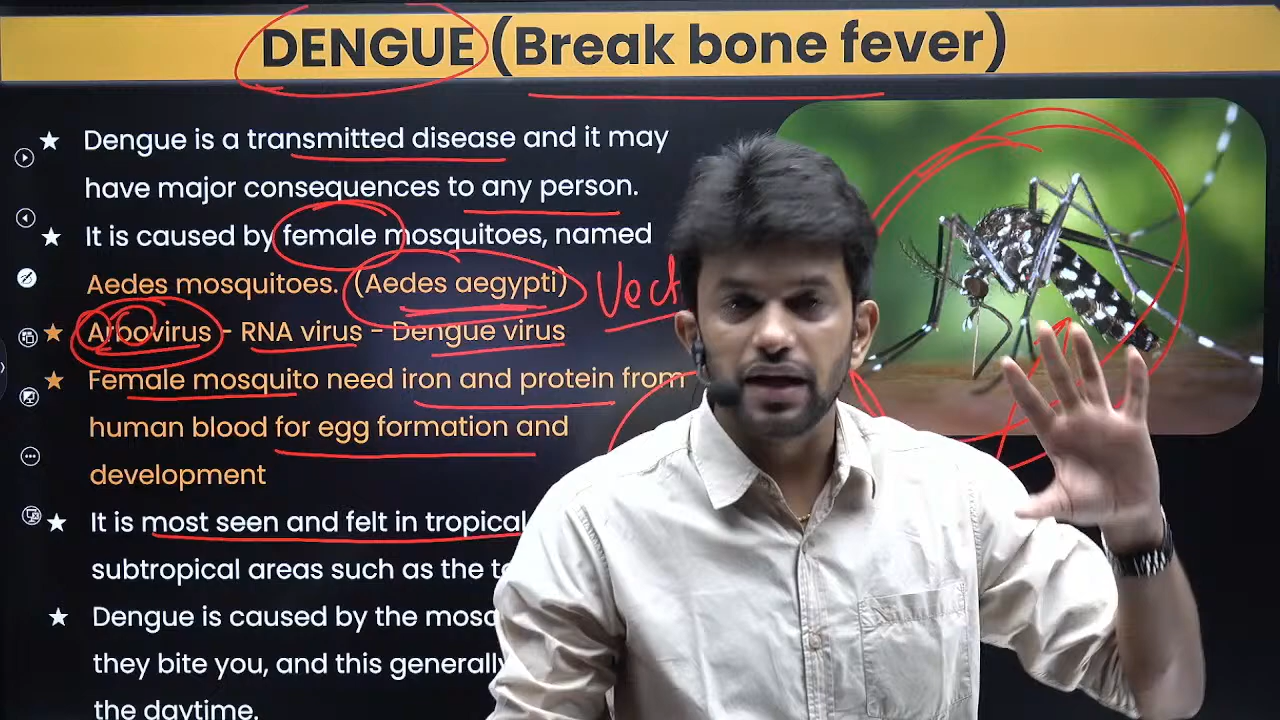 DENGUE (Break bone fever)
Dengue is a transmitted disease and it may
have major consequences to any person.
It is caused by female mosquitoes, named
Aedes mosquitoes. (Aedes aegypti)
Vect
Arbovirus - RNA virus - Dengue virus
Female mosquito need iron and protein from
human blood for egg formation and
development
It is most seen and felt in tropical
subtropical areas such as the
Dengue is caused by the
they bite you, and this generally
the daytime.